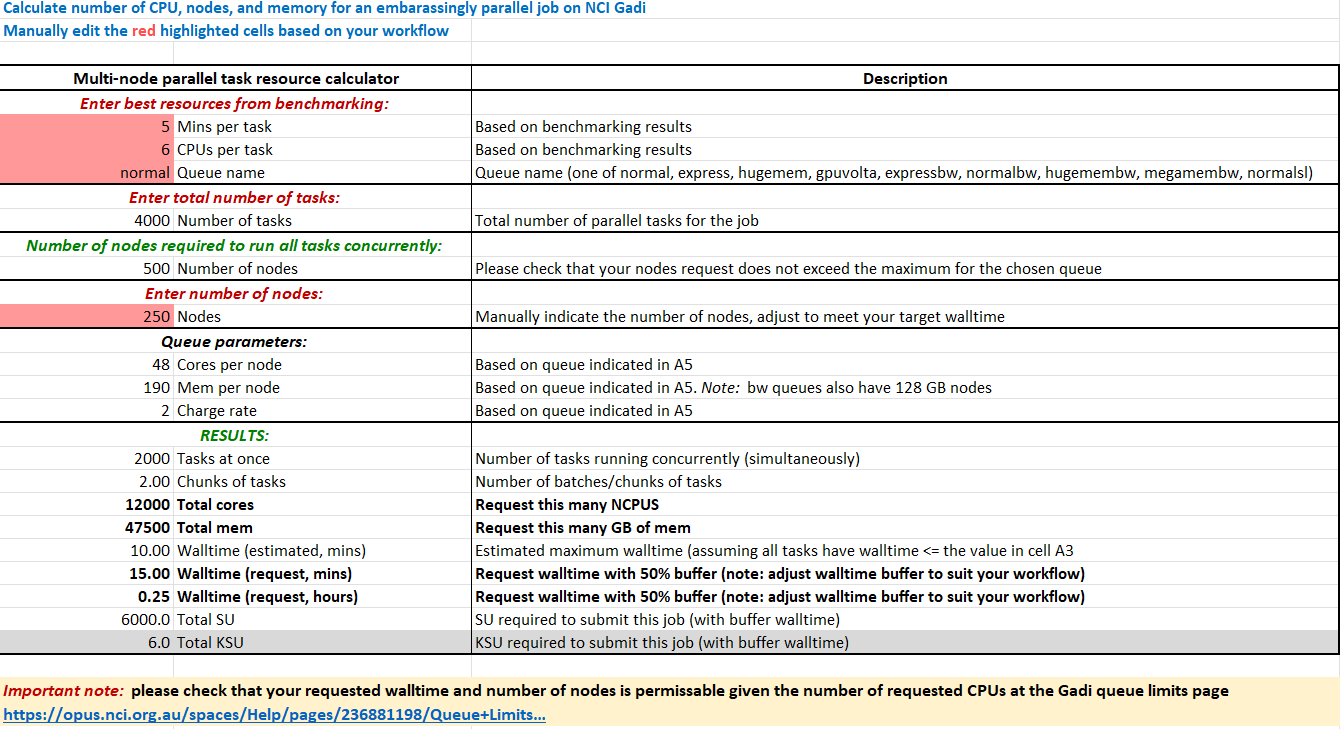 Calculate number of CPU, nodes, and memory for an embarassingly parallel job on NCI Gadi
Manually edit the red highlighted cells based on your workflow
Multi-node parallel task resource calculator Description
Enter best resources from benchmarking:
5 Mins per task Based on benchmarking results
6 CPUs per task Based on benchmarking results
normal Queue name Queue name (one of normal, express, hugemem, gpuvolta, expressbw, normalbw, hugemembw, megamembw, normalsl)
Enter total number of tasks:
4000 Number of tasks Total number of parallel tasks for the job
Number of nodes required to run all tasks concurrently:
500 Number of nodes Please check that your nodes request does not exceed the maximum for the chosen queue
Enter number of nodes:
250 Nodes Manually indicate the number of nodes, adjust to meet your target walltime
Queue parameters:
48 Cores per node Based on queue indicated in A5
190 Mem per node Based on queue indicated in A5. Note: bw queues also have 128 GB nodes
2 Charge rate Based on queue indicated in A5
RESULTS:
2000 Tasks at once Number of tasks running concurrently (simultaneously)
2.00 Chunks of tasks Number of batches/chunks of tasks
12000 Total cores Request this many NCPUS
47500 Total mem Request this many GB of mem
10.00 Walltime (estimated, mins) Estimated maximum walltime (assuming all tasks have walltime <= the value in cell A3
15.00 Walltime (request, mins) Request walltime with 50% buffer (note: adjust walltime buffer to suit your workflow)
0.25 Walltime (request, hours) Request walltime with 50% buffer (note: adjust walltime buffer to suit your workflow)
6000.0 Total SU SU required to submit this job (with buffer walltime)
6.0 Total KSU KSU required to submit this job (with buffer walltime)
Important note: please check that your requested walltime and number of nodes is permissable given the number of requested CPUs at the Gadi queue limits page
https://opus.nci.org.au/spaces/Help/pages/236881198/Queue+Limits...